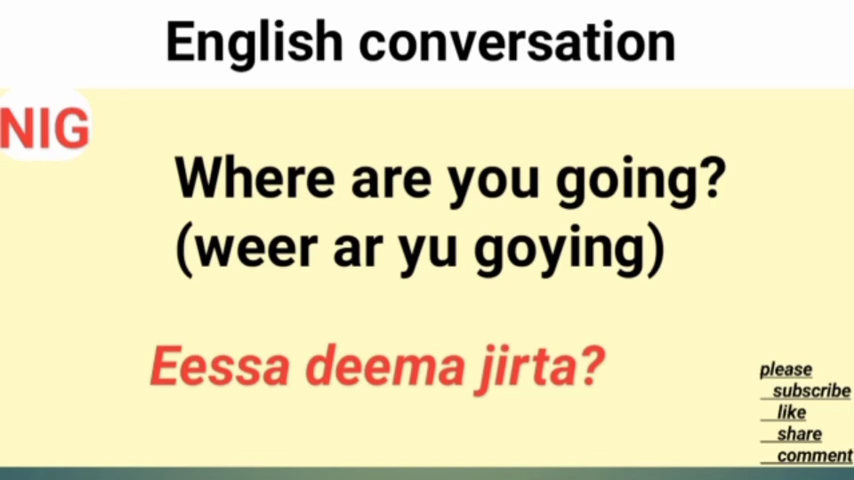 English conversation
NIG
Where are you going?
(weer ar yu goying)
Eessa deema jirta?
please
subscribe
like
share
comment